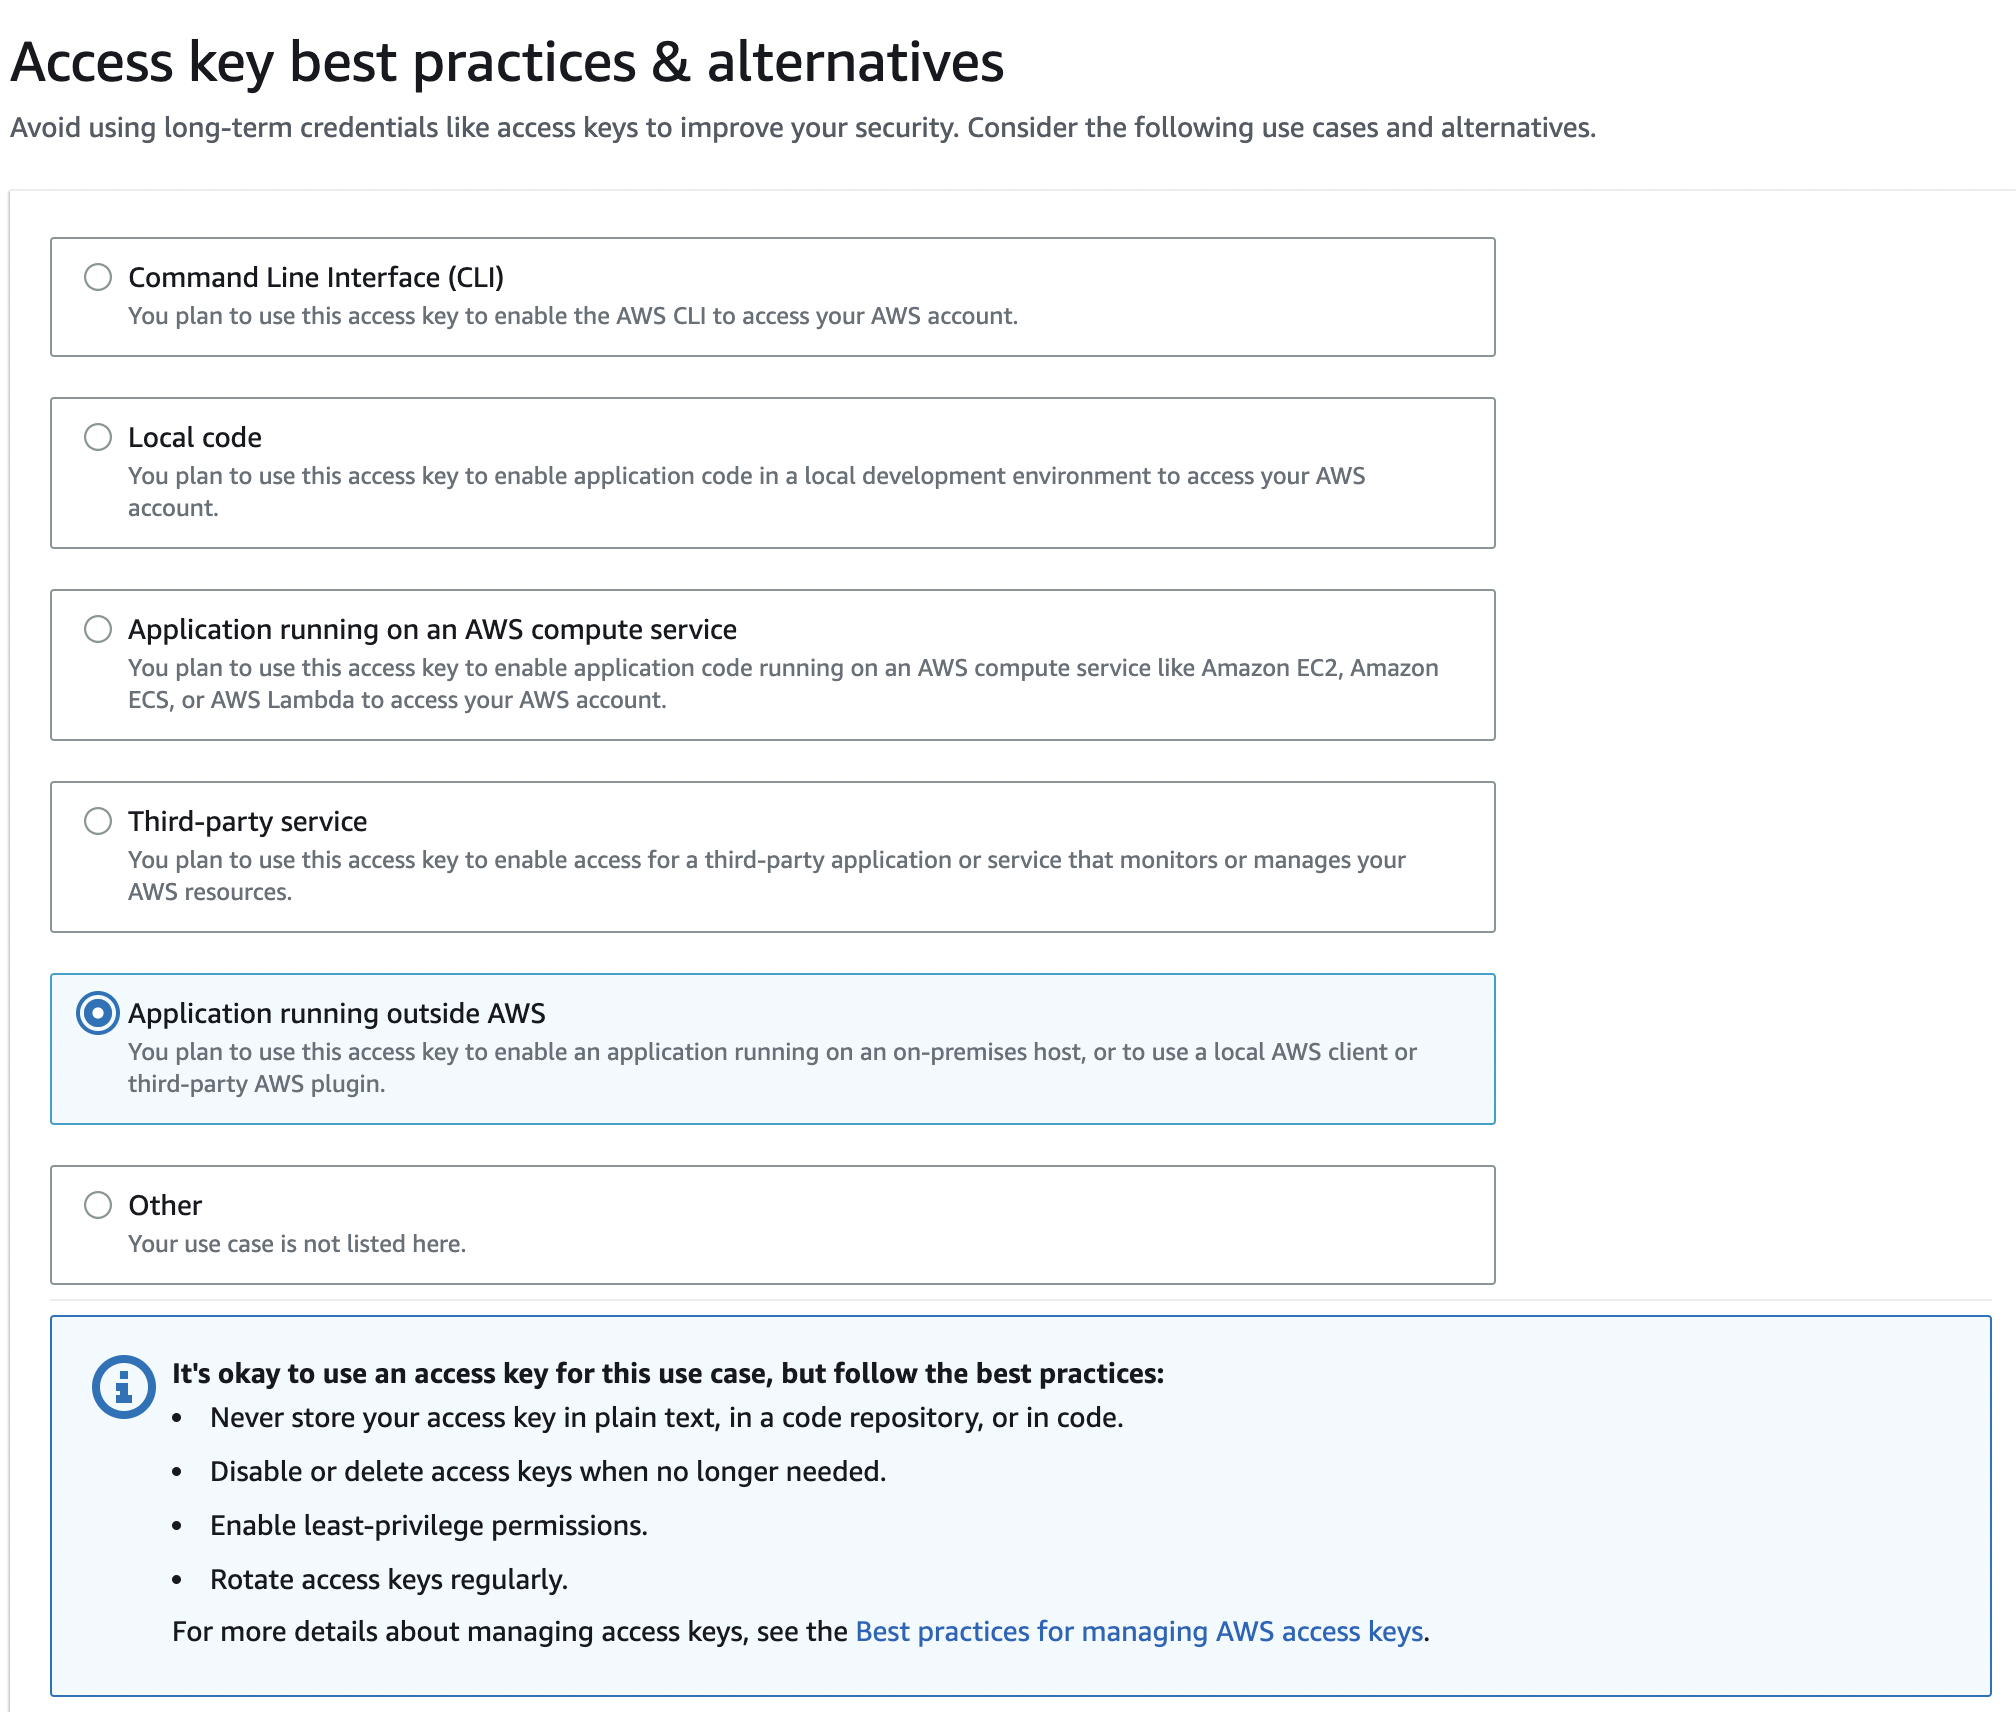 Access key best practices & alternatives
Avoid using long-term credentials like access keys to improve your security. Consider the following use cases and alternatives.
Command Line Interface (CLI)
You plan to use this access key to enable the AWS CLI to access your AWS account.
Local code
You plan to use this access key to enable application code in a local development environment to access your AWS
account.
Application running on an AWS compute service
You plan to use this access key to enable application code running on an AWS compute service like Amazon EC2, Amazon
ECS, or AWS Lambda to access your AWS account.
Third-party service
You plan to use this access key to enable access for a third-party application or service that monitors or manages your
AWS resources.
Application running outside AWS
You plan to use this access key to enable an application running on an on-premises host, or to use a local AWS client or
third-party AWS plugin.
Other
Your use case is not listed here.
It's okay to use an access key for this use case, but follow the best practices:
• Never store your access key in plain text, in a code repository, or in code.
• Disable or delete access keys when no longer needed.
• Enable least-privilege permissions.
• Rotate access keys regularly.
For more details about managing access keys, see the Best practices for managing AWS access keys.